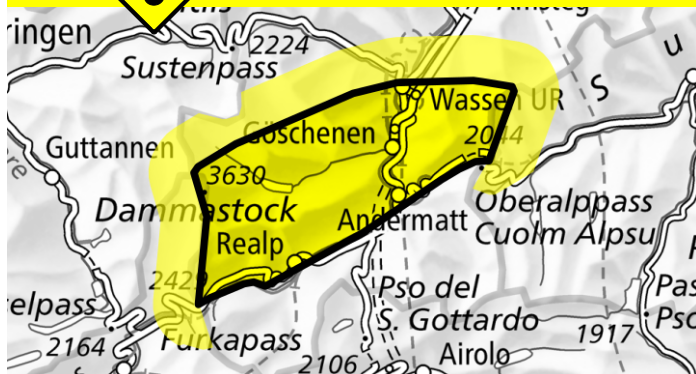 ringen
2224
Sustenpass
Wassen UR
S
u
Göschenen
2044
Guttannen
3630
Dammastock
Oberalppass
Andermatt
Cuolm Alpsu
Realp
2429
Pso del
elpass
S. Gottardo
Furkapass
1917
2164
2106
Airolo